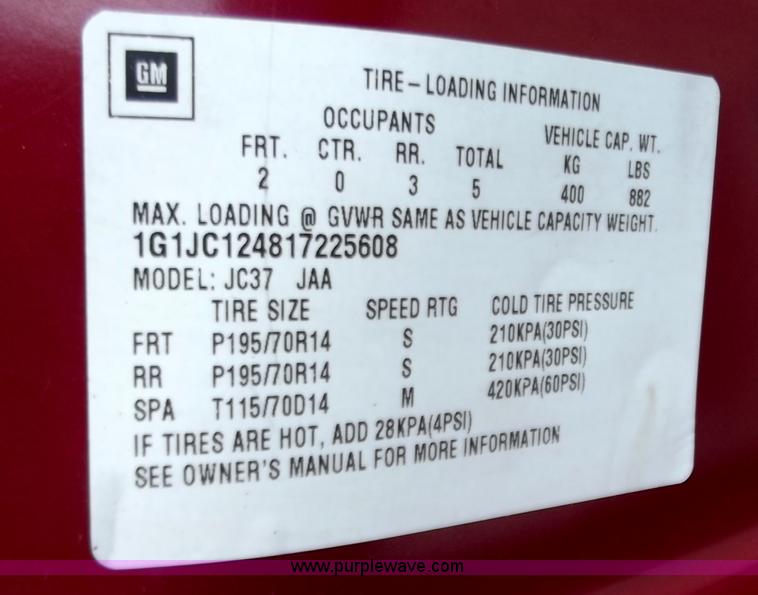 GM
TIRE – LOADING INFORMATION
OCCUPANTS VEHICLE CAP. WT.
FRT. CTR. RR. TOTAL KG LBS
2 0 3 5 400 882
MAX. LOADING @ GVWR SAME AS VEHICLE CAPACITY WEIGHT.
1G1JC124817225608
MODEL: JC37 JAA
TIRE SIZE SPEED RTG COLD TIRE PRESSURE
FRT P195/70R14 S 210KPA(30PSI)
RR P195/70R14 S 210KPA(30PSI)
SPA T115/70D14 M 420KPA(60PSI)
IF TIRES ARE HOT, ADD 28KPA(4PSI)
SEE OWNER'S MANUAL FOR MORE INFORMATION
www.purplewave.com